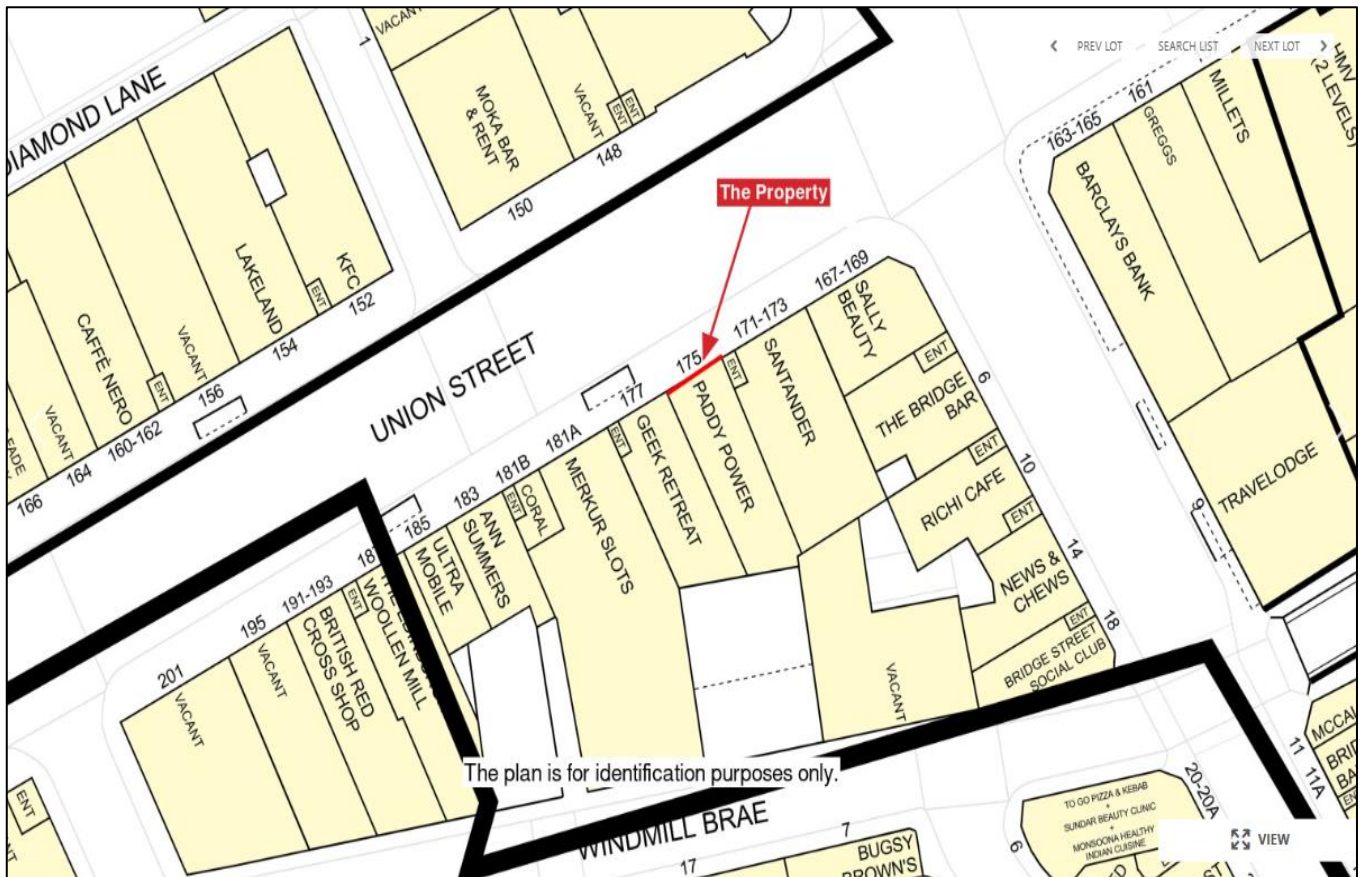 PREV LOT
SEARCH LIST
NEXT LOT
DIAMOND LANE
VACANT
1
MOKA BAR
& RENT
VACANT
ENT
ENT
148
150
The Property
HMV
(2 LEVELS)
MILLETS
GREGGS
161
163-165
BARCLAYS BANK
TRAVELODGE
9
KFC
ENT
152
LAKELAND
154
VACANT
156
ENT
CAFFÈ NERO
160-162
VACANT
164
166
UNION STREET
167-169
SALLY
BEAUTY
171-173
SANTANDER
ENT
175
PADDY POWER
177
GEEK RETREAT
ENT
181A
MERKUR SLOTS
181B
CORAL
ENT
183
ANN
SUMMERS
185
ULTRA
MOBILE
WOOLLEN MILL
ENT
191-193
BRITISH RED
CROSS SHOP
195
VACANT
201
VACANT
ENT
THE BRIDGE
BAR
6
ENT
RICHI CAFE
10
ENT
NEWS &
CHEWS
14
ENT
BRIDGE STREET
SOCIAL CLUB
18
VACANT
The plan is for identification purposes only.
WINDMILL BRAE
17
7
BUGSY
BROWN'S
6
TO GO PIZZA & KEBAB
+
SUNDAR BEAUTY CLINIC
+
MONSOONA HEALTHY
INDIAN CUISINE
20-20A
11
11A
ENT
VIEW